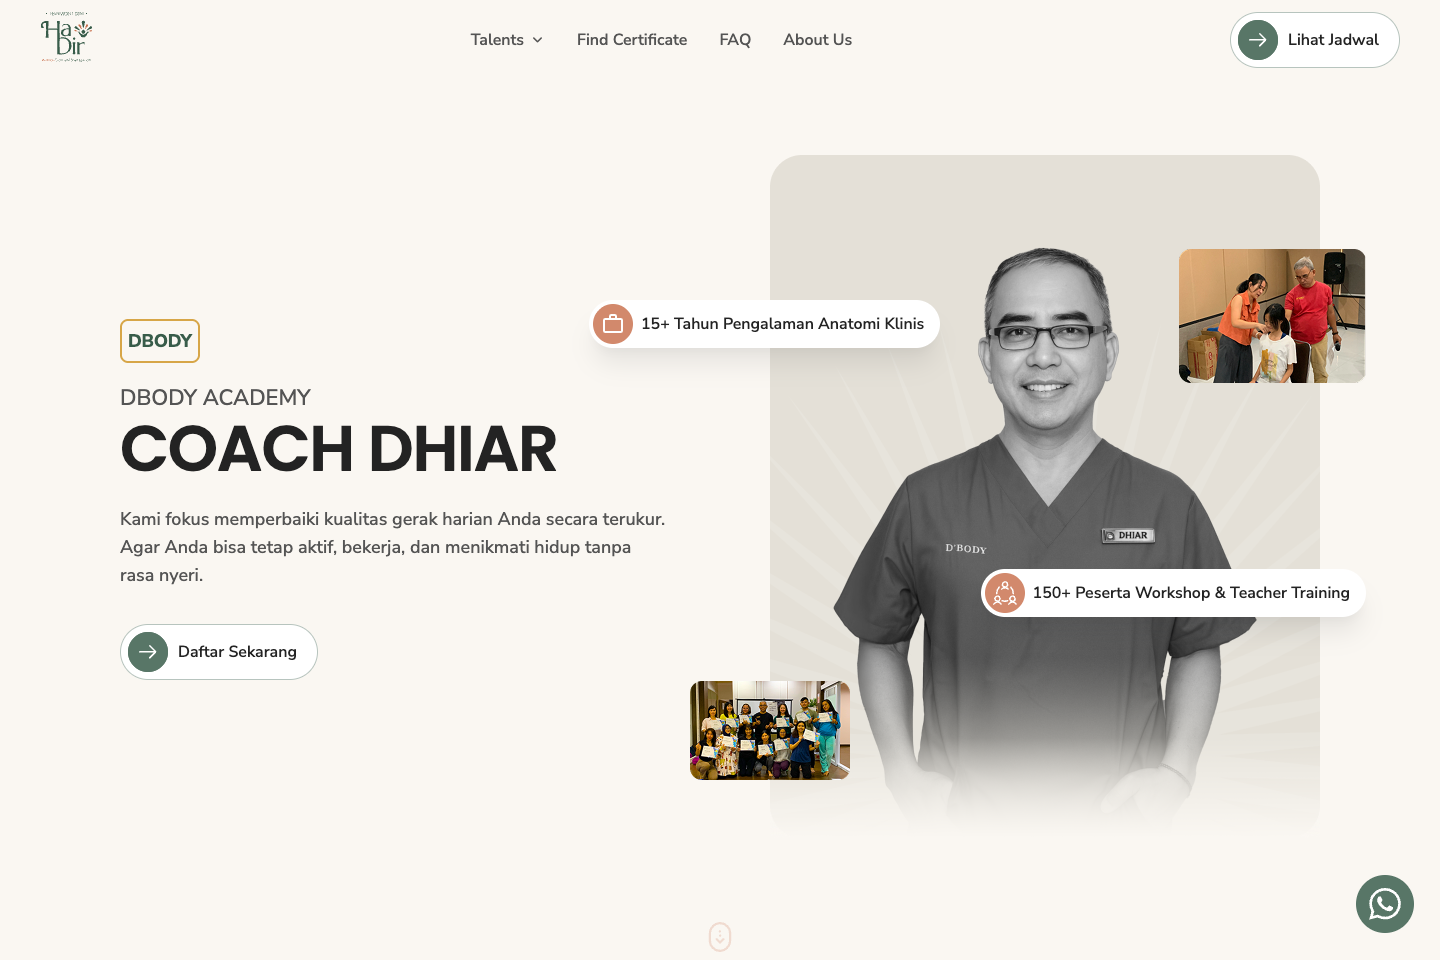 Ha
Dir
Talents
Find Certificate
FAQ
About Us
Lihat Jadwal
15+ Tahun Pengalaman Anatomi Klinis
DBODY
DBODY ACADEMY
COACH DHIAR
Kami fokus memperbaiki kualitas gerak harian Anda secara terukur.
Agar Anda bisa tetap aktif, bekerja, dan menikmati hidup tanpa
rasa nyeri.
Daftar Sekarang
D'BODY
DHIAR
150+ Peserta Workshop & Teacher Training